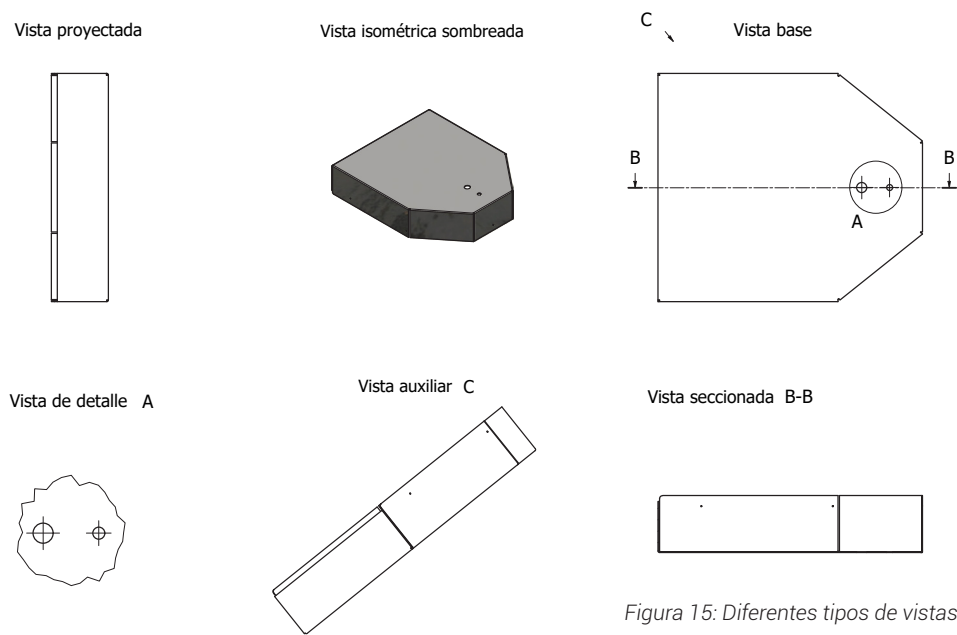 Vista proyectada
Vista isométrica sombreada
C
Vista base
B
B
A
Vista de detalle A
Vista auxiliar C
Vista seccionada B-B
Figura 15: Diferentes tipos de vistas